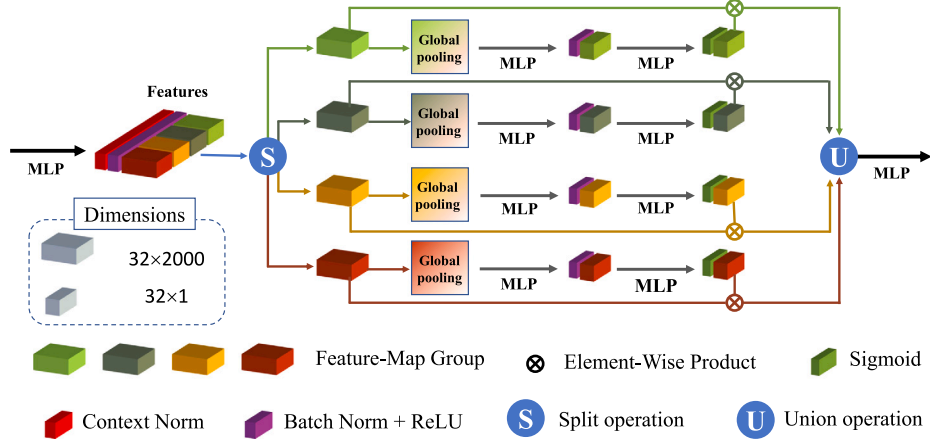 Global
pooling
MLP
MLP
Features
Global
pooling
MLP
MLP
MLP
S
U
MLP
Global
pooling
MLP
MLP
Dimensions
32×2000
32×1
Global
pooling
MLP
MLP
Feature-Map Group
Element-Wise Product
Sigmoid
Context Norm
Batch Norm + ReLU
S
Split operation
U
Union operation